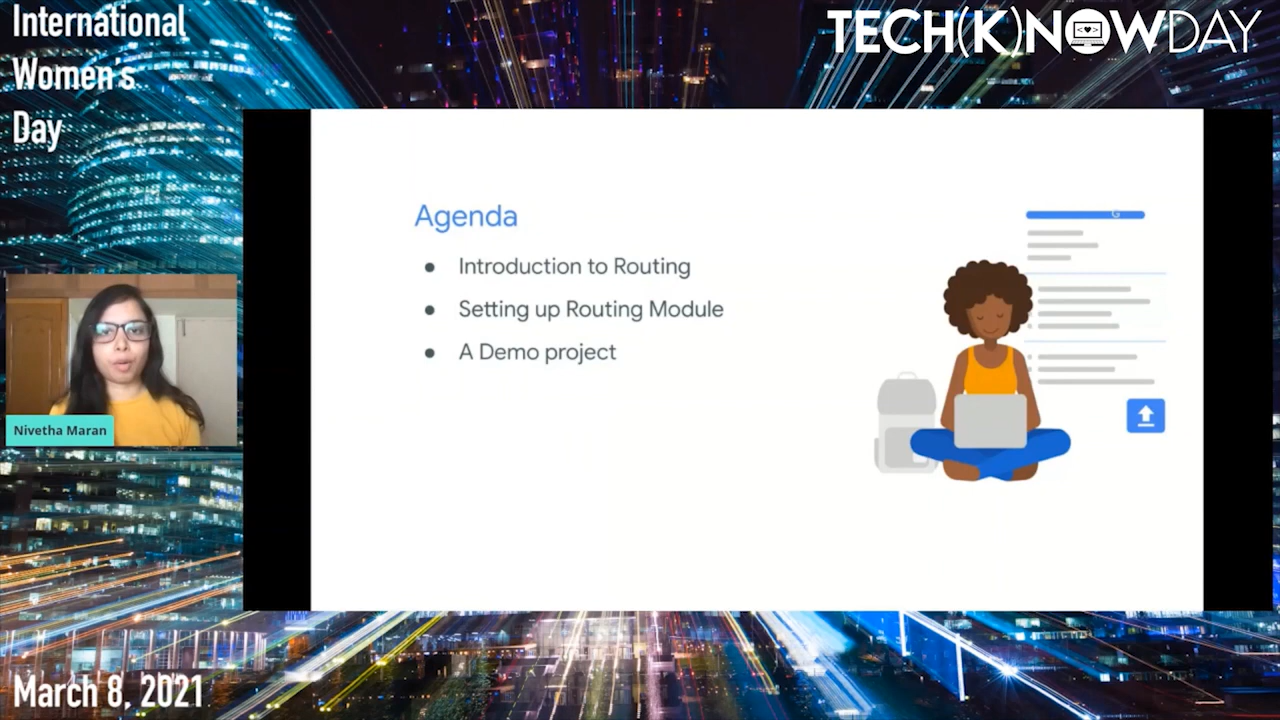 International
Women's
Day
TECH(K)NOWDAY
Agenda
● Introduction to Routing
● Setting up Routing Module
● A Demo project
G
Nivetha Maran
March 8, 2021